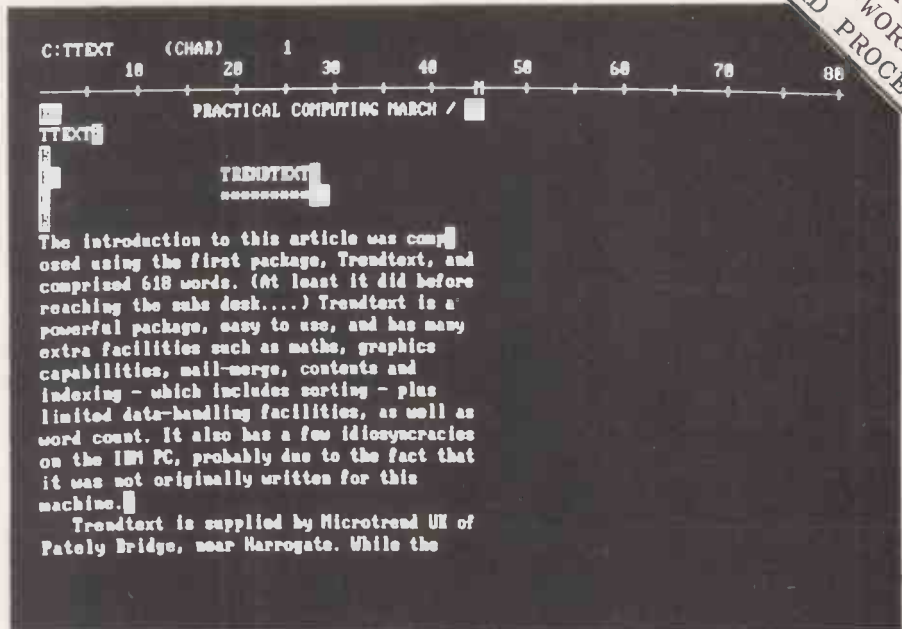 WOR
D PROCE
C:TTEXT (CHAR) 1
10 20 30 40 50 60 70 80
M
PRACTICAL COMPUTING MARCH /
TTEXT
TRENDTEXT
*********
The introduction to this article was comp
osed using the first package, Trendtext, and
comprised 618 words. (At least it did before
reaching the subs desk....) Trendtext is a
powerful package, easy to use, and has many
extra facilities such as maths, graphics
capabilities, mail-merge, contents and
indexing - which includes sorting - plus
limited data-handling facilities, as well as
word count. It also has a few idiosyncracies
on the IBM PC, probably due to the fact that
it was not originally written for this
machine.
Trendtext is supplied by Microtrend UK of
Pately Bridge, near Harrogate. While the